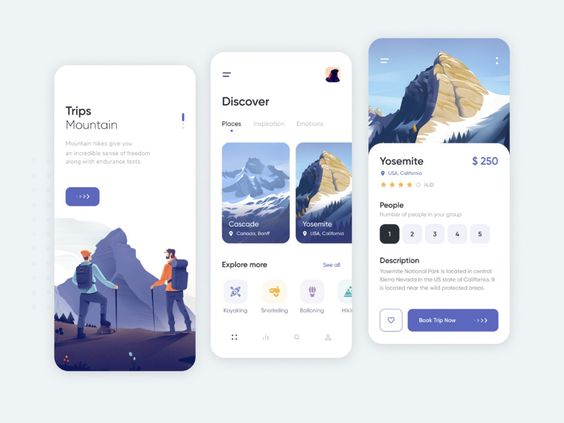 Trips
Mountain
Mountain hikes give you
an incredible sense of freedom
along with endurance tests
Discover
Places
Inspiration
Emotions
Cascade
Canada, Banff
Yosemite
USA, California
Explore more
See all
Kayaking
Snorkeling
Balloning
Hiki
Yosemite
$ 250
USA, California
(4.0)
People
Number of people in your group
1
2
3
4
5
Description
Yosemite National Park is located in central
Sierra Nevada in the US state of California. It
is located near the wild protected areas.
Book Trip Now